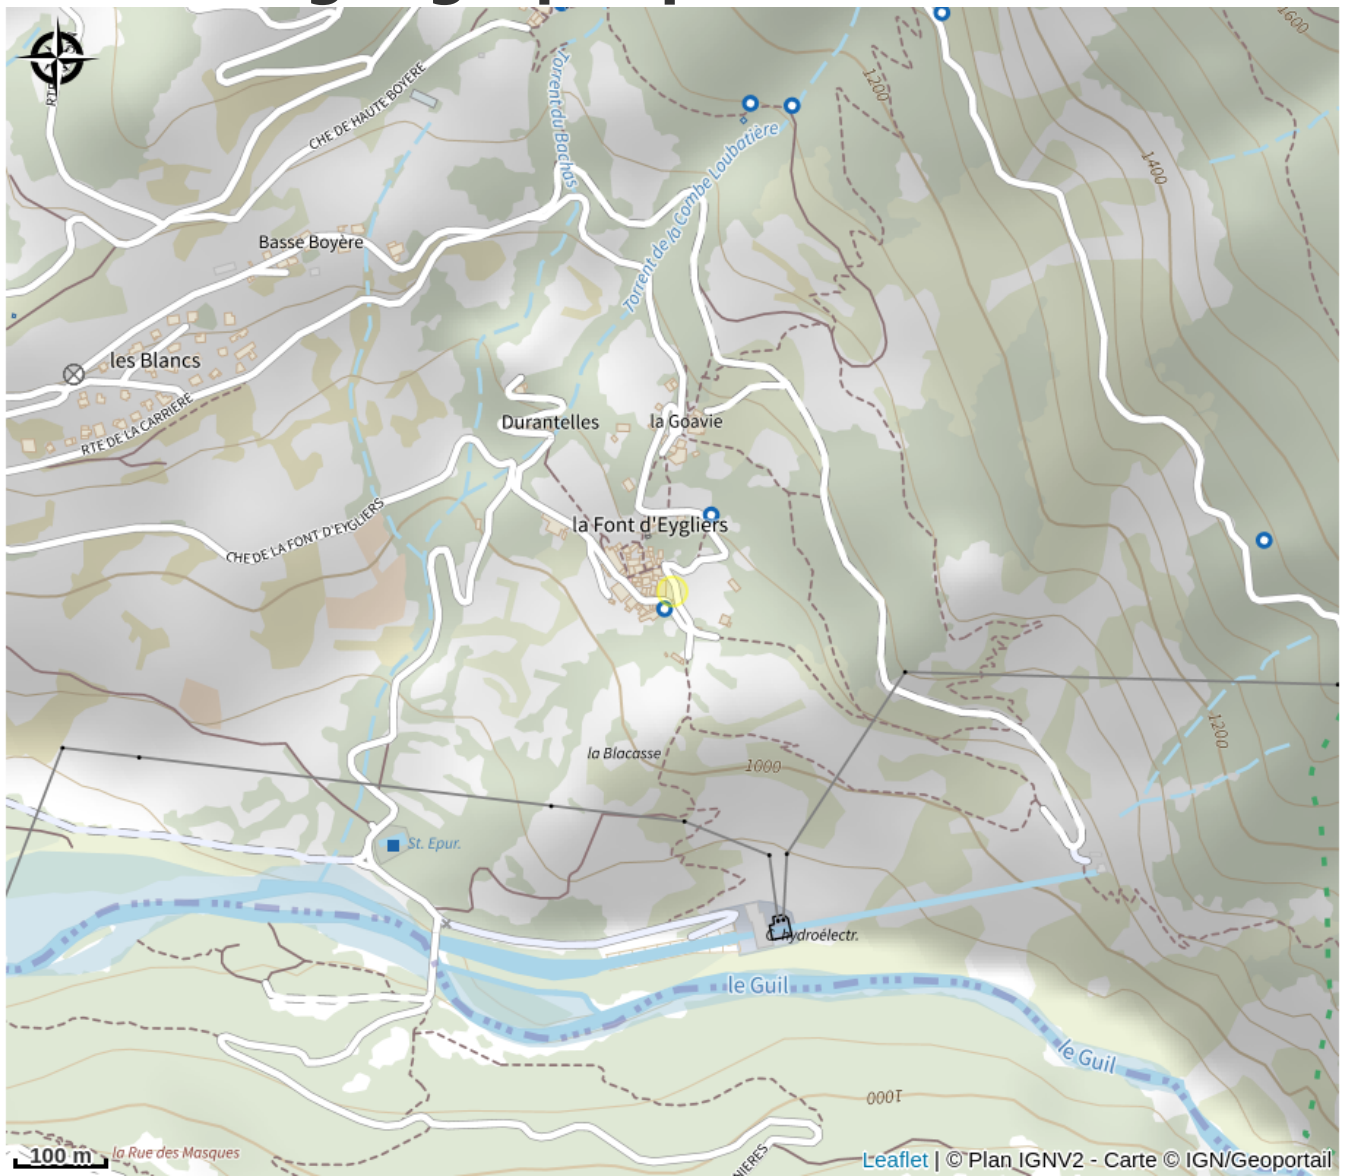 1600
1200
CHE DE HAUTE BOYERE
Torrent du Bachas
Torrent de la Combe Loubatière
1400
Basse Boyère
les Blancs
RTE DE LA CARRIERE
Durantelles
la Goavie
CHE DE LA FONT D'EYGLIERS
la Font d'Eygliers
1200
la Blacasse
1000
St. Epur.
C. hydroélectr.
le Guil
le Guil
1000
100 m
la Rue des Masques
Leaflet | © Plan IGNV2 - Carte © IGN/Geoportail